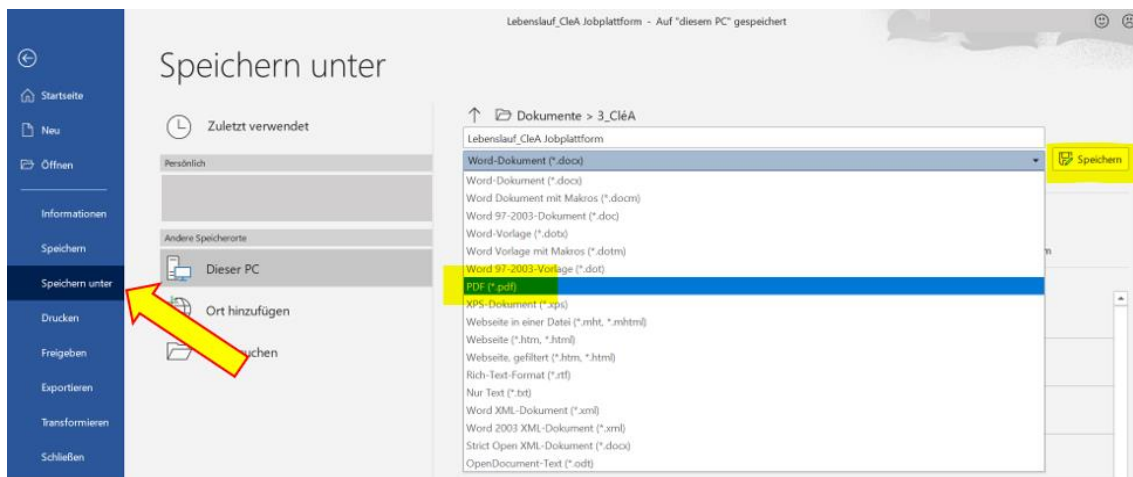 Lebenslauf_CleA Jobplattform - Auf "diesem PC" gespeichert
Startseite
Neu
Öffnen
Informationen
Speichern
Speichern unter
Drucken
Freigeben
Exportieren
Transformieren
Schließen
Speichern unter
Zuletzt verwendet
Persönlich
Andere Speicherorte
Dieser PC
Ort hinzufügen
uchen
Dokumente > 3_CléA
Lebenslauf_CleA Jobplattform
Word-Dokument (*.docx)
Speichern
Word-Dokument (*.docx)
Word Dokument mit Makros (*.docm)
Word 97-2003-Dokument (*.doc)
Word-Vorlage (*.dotx)
Word Vorlage mit Makros (*.dotm)
Word 97-2003-Vorlage (*.dot)
PDF (*.pdf)
XPS-Dokument (*.xps)
Webseite in einer Datei (*.mht, *.mhtml)
Webseite (*.htm, *.html)
Webseite, gefiltert (*.htm, *.html)
Rich-Text-Format (*.rtf)
Nur Text (*.txt)
Word XML-Dokument (*.xml)
Word 2003 XML-Dokument (*.xml)
Strict Open XML-Dokument (*.docx)
OpenDocument-Text (*.odt)